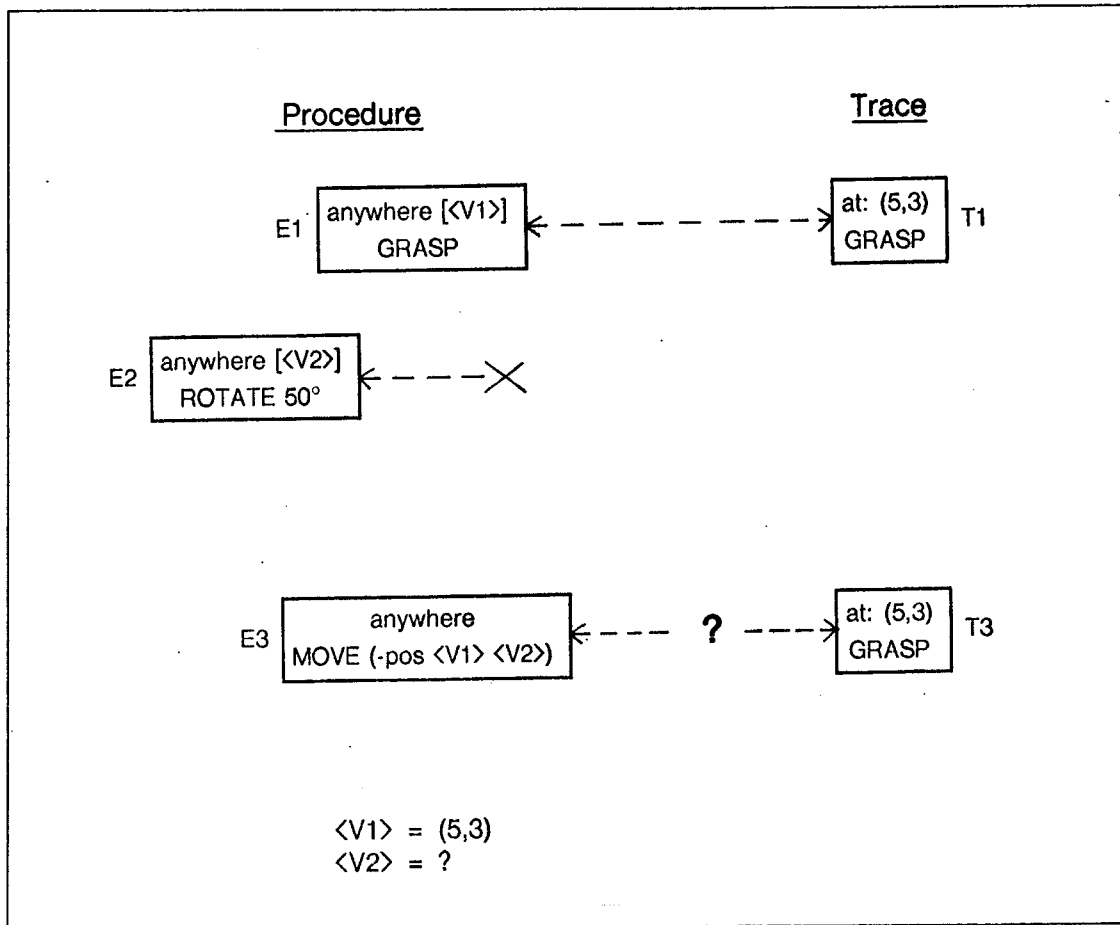 Procedure
Trace
E1
anywhere [<V1>]
GRASP
at: (5,3)
GRASP
T1
E2
anywhere [<V2>]
ROTATE 50°
E3
anywhere
MOVE (-pos <V1> <V2>)
?
at: (5,3)
GRASP
T3
<V1> = (5,3)
<V2> = ?